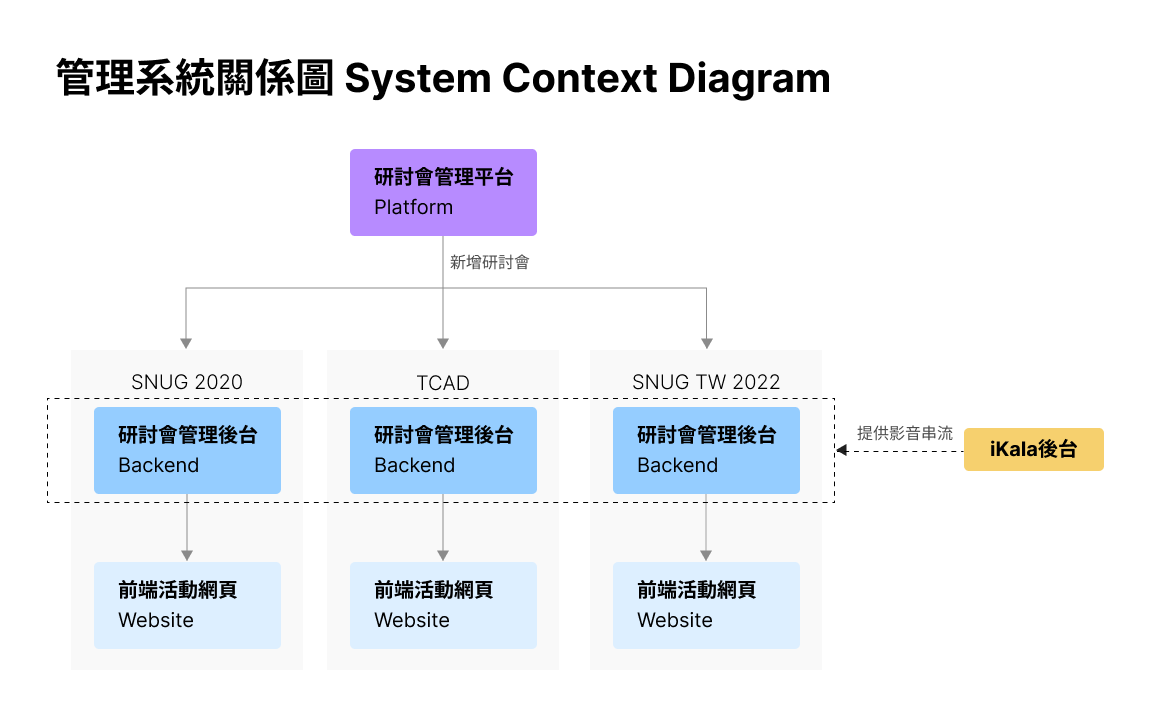 管理系統關係圖 System Context Diagram
研討會管理平台
Platform
新增研討會
SNUG 2020
TCAD
SNUG TW 2022
研討會管理後台
Backend
研討會管理後台
Backend
研討會管理後台
Backend
提供影音串流
iKala後台
前端活動網頁
Website
前端活動網頁
Website
前端活動網頁
Website